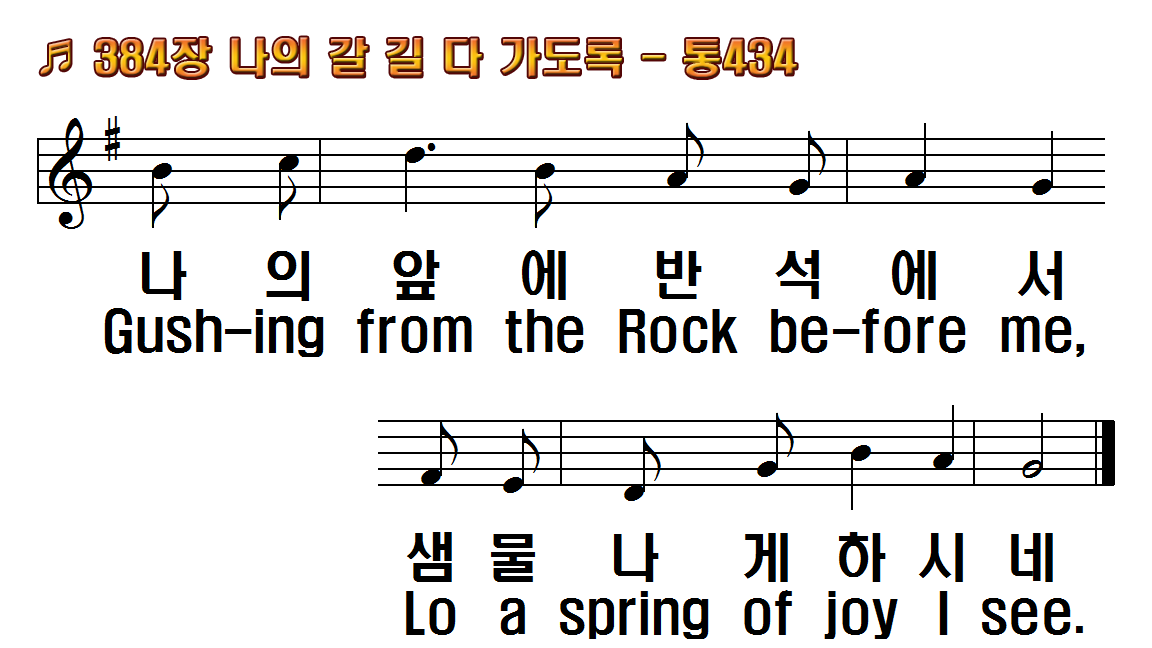 ♬ 384장 나의 갈 길 다 가도록 - 통434
나 의 앞 에 반 석 에 서
Gush-ing from the Rock be-fore me,
샘 물 나 게 하 시 네
Lo a spring of joy I see.